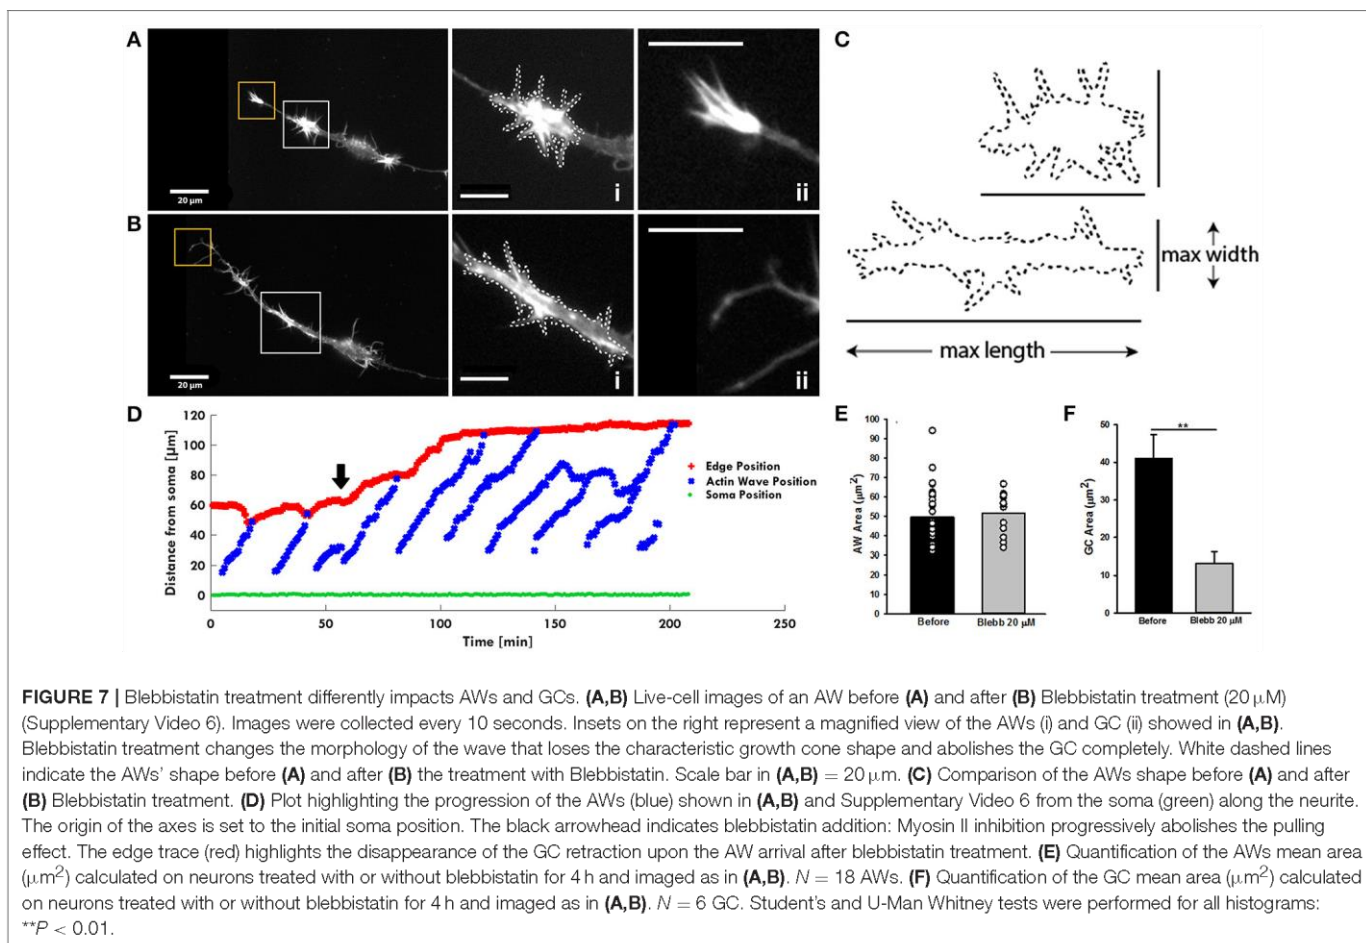 A
20 μm
i
ii
B
20 μm
i
ii
C
max width
max length
D
120
100
80
60
40
20
0
Distance from soma [μm]
0
50
100
150
200
250
Time [min]
Edge Position
Actin Wave Position
Soma Position
E
100
90
80
70
60
50
40
30
20
10
0
AW Area (μm²)
Before
Blebb 20 μM
F
50
40
30
20
10
0
GC Area (μm²)
**
Before
Blebb 20 μM
FIGURE 7 | Blebbistatin treatment differently impacts AWs and GCs. (A,B) Live-cell images of an AW before (A) and after (B) Blebbistatin treatment (20 μM)
(Supplementary Video 6). Images were collected every 10 seconds. Insets on the right represent a magnified view of the AWs (i) and GC (ii) showed in (A,B).
Blebbistatin treatment changes the morphology of the wave that loses the characteristic growth cone shape and abolishes the GC completely. White dashed lines
indicate the AWs' shape before (A) and after (B) the treatment with Blebbistatin. Scale bar in (A,B) = 20 μm. (C) Comparison of the AWs shape before (A) and after
(B) Blebbistatin treatment. (D) Plot highlighting the progression of the AWs (blue) shown in (A,B) and Supplementary Video 6 from the soma (green) along the neurite.
The origin of the axes is set to the initial soma position. The black arrowhead indicates blebbistatin addition: Myosin II inhibition progressively abolishes the pulling
effect. The edge trace (red) highlights the disappearance of the GC retraction upon the AW arrival after blebbistatin treatment. (E) Quantification of the AWs mean area
(μm²) calculated on neurons treated with or without blebbistatin for 4 h and imaged as in (A,B). N = 18 AWs. (F) Quantification of the GC mean area (μm²) calculated
on neurons treated with or without blebbistatin for 4 h and imaged as in (A,B). N = 6 GC. Student's and U-Man Whitney tests were performed for all histograms:
**P < 0.01.